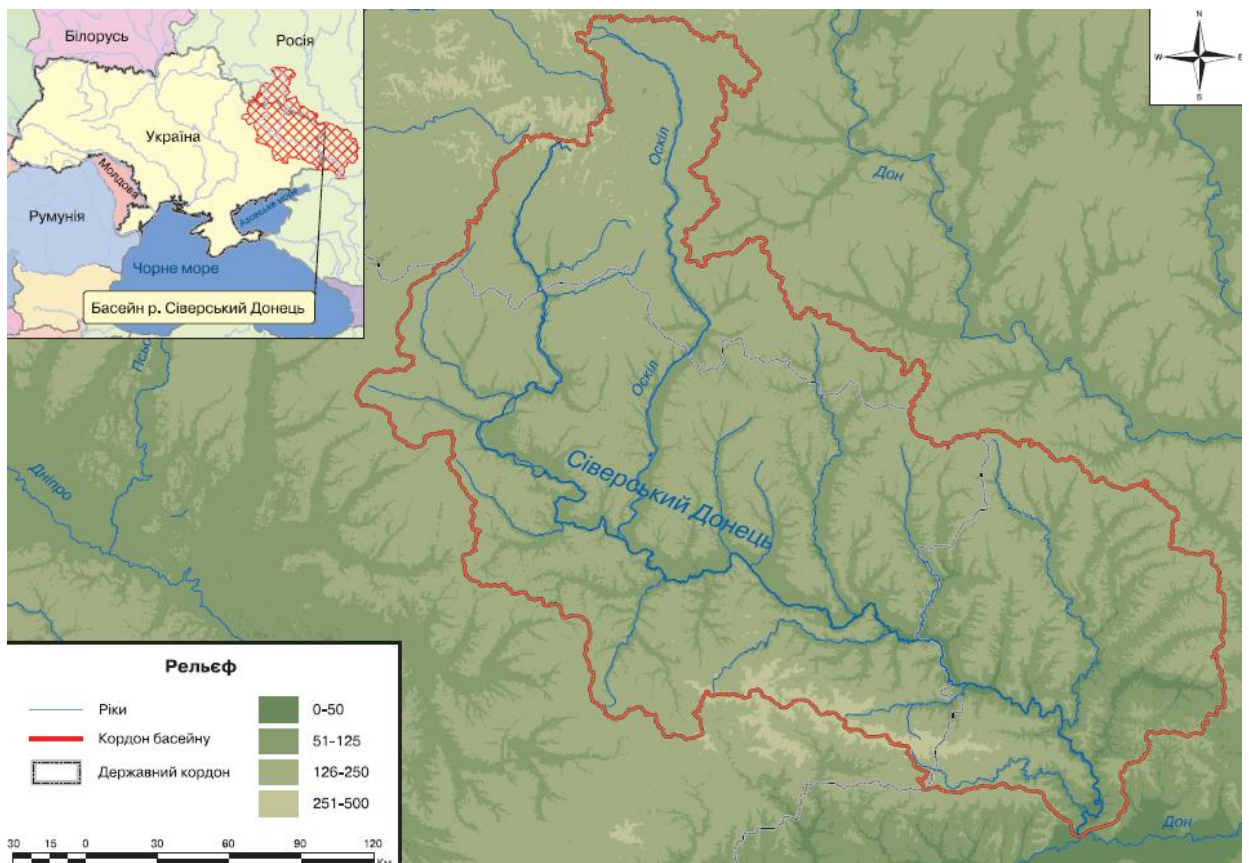 Білорусь
Росія
Україна
Молдова
Румунія
Азовське море
Чорне море
Басейн р. Сіверський Донець
N
W
E
S
Оскіл
Дон
Оскіл
Сіверський Донець
Дніпро
Дон
Рельєф
Ріки
Кордон басейну
Державний кордон
0-50
51-125
126-250
251-500
30 15 0 30 60 90 120
Км